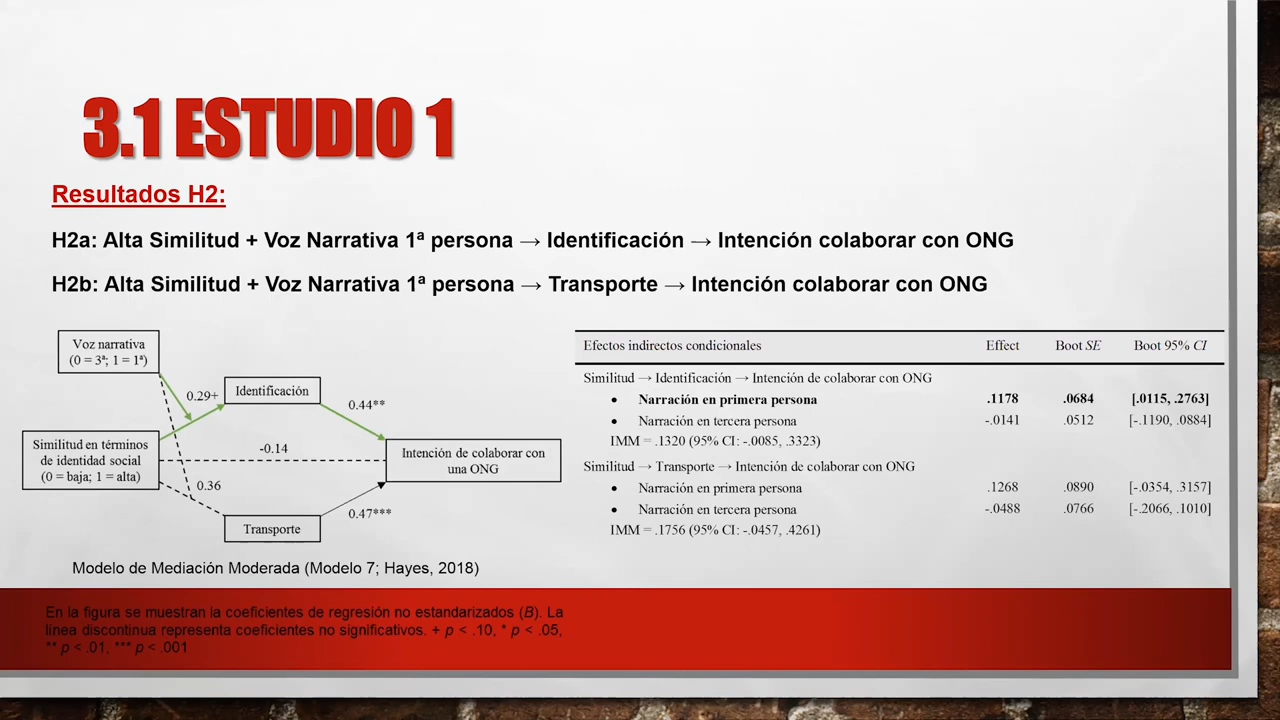 3.1 ESTUDIO 1
Resultados H2:
H2a: Alta Similitud + Voz Narrativa 1ª persona → Identificación → Intención colaborar con ONG
H2b: Alta Similitud + Voz Narrativa 1ª persona → Transporte → Intención colaborar con ONG
Voz narrativa
(0 = 3ª; 1 = 1ª)
Identificación
0.29+
0.44**
Similitud en términos
de identidad social
(0 = baja; 1 = alta)
-0.14
Intención de colaborar con
una ONG
0.36
0.47***
Transporte
Modelo de Mediación Moderada (Modelo 7; Hayes, 2018)
Efectos indirectos condicionales Effect Boot SE Boot 95% CI
Similitud → Identificación → Intención de colaborar con ONG
• Narración en primera persona .1178 .0684 [.0115, .2763]
• Narración en tercera persona -.0141 .0512 [-.1190, .0884]
IMM = .1320 (95% CI: -.0085, .3323)
Similitud → Transporte → Intención de colaborar con ONG
• Narración en primera persona .1268 .0890 [-.0354, .3157]
• Narración en tercera persona -.0488 .0766 [-.2066, .1010]
IMM = .1756 (95% CI: -.0457, .4261)
En la figura se muestran la coeficientes de regresión no estandarizados (B). La
línea discontinua representa coeficientes no significativos. + p < .10, * p < .05,
** p < .01, *** p < .001